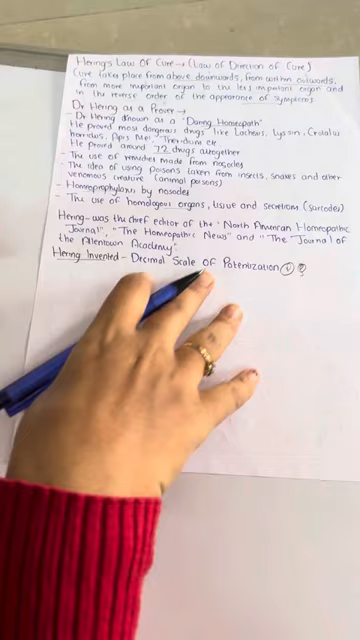 Hering's Law Of Cure → (Law of Direction of Cure)
Cure takes place from above downwards, from within outwards,
from more important organ to the less important organ and
in the reverse order of the appearance of symptoms
Dr Hering as a Prover →
- Dr Hering known as a "Daring Homeopath"
He proved most dangerous drugs like Lachesis, Lyssin, Crotalus
horridus, Apis Mel, Theridium etc
He proved around 72 drugs altogether
- The use of remedies made from nosodes
- The idea of using poisons taken from insects, snakes and other
venomous creature (animal poisons)
- Homeoprophylaxis by nosodes
- The use of homologous organs, tissue and secretions (sarcodes)
Hering - was the chief editor of the "North American Homeopathic
Journal", "The Homeopathic News" and "The Journal of
the Allentown Academy".
Hering Invented - Decimal Scale Of Potentization